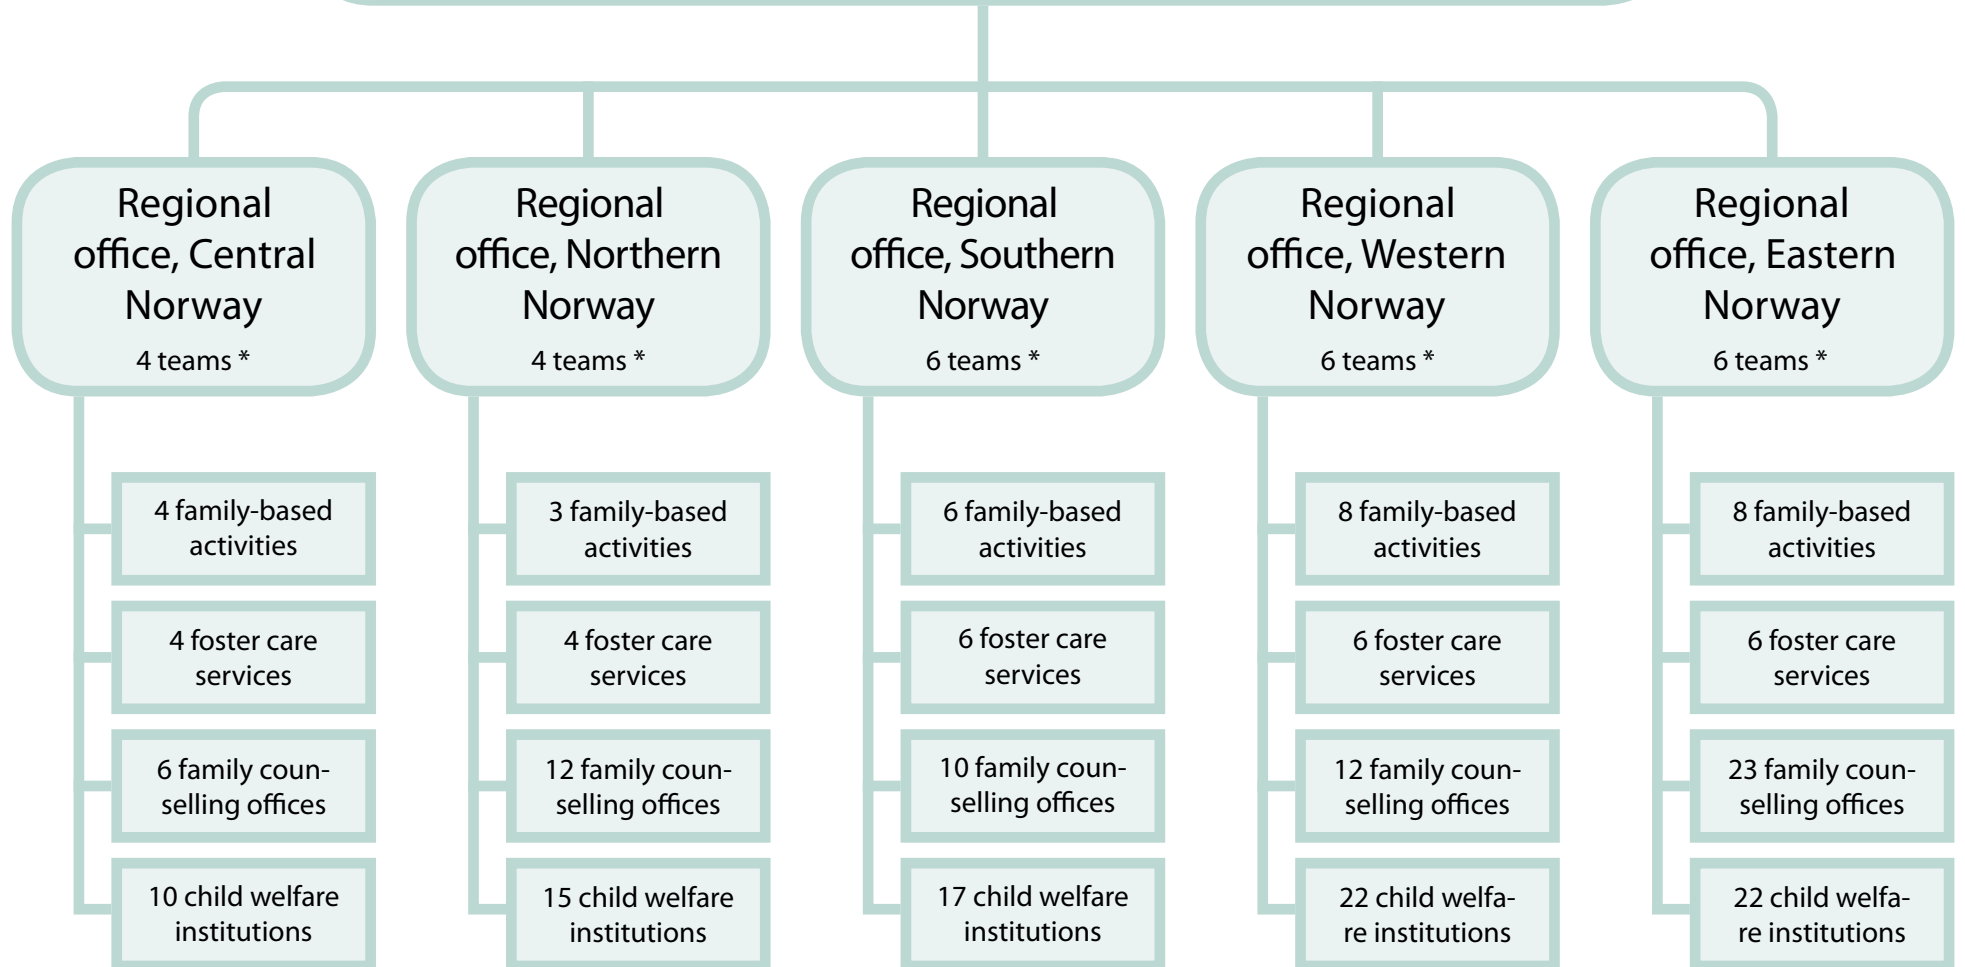 Regional
office, Central
Norway
4 teams *
4 family-based
activities
4 foster care
services
6 family coun-
selling offices
10 child welfare
institutions
Regional
office, Northern
Norway
4 teams *
3 family-based
activities
4 foster care
services
12 family coun-
selling offices
15 child welfare
institutions
Regional
office, Southern
Norway
6 teams *
6 family-based
activities
6 foster care
services
10 family coun-
selling offices
17 child welfare
institutions
Regional
office, Western
Norway
6 teams *
8 family-based
activities
6 foster care
services
12 family coun-
selling offices
22 child welfa-
re institutions
Regional
office, Eastern
Norway
6 teams *
8 family-based
activities
6 foster care
services
23 family coun-
selling offices
22 child welfa-
re institutions